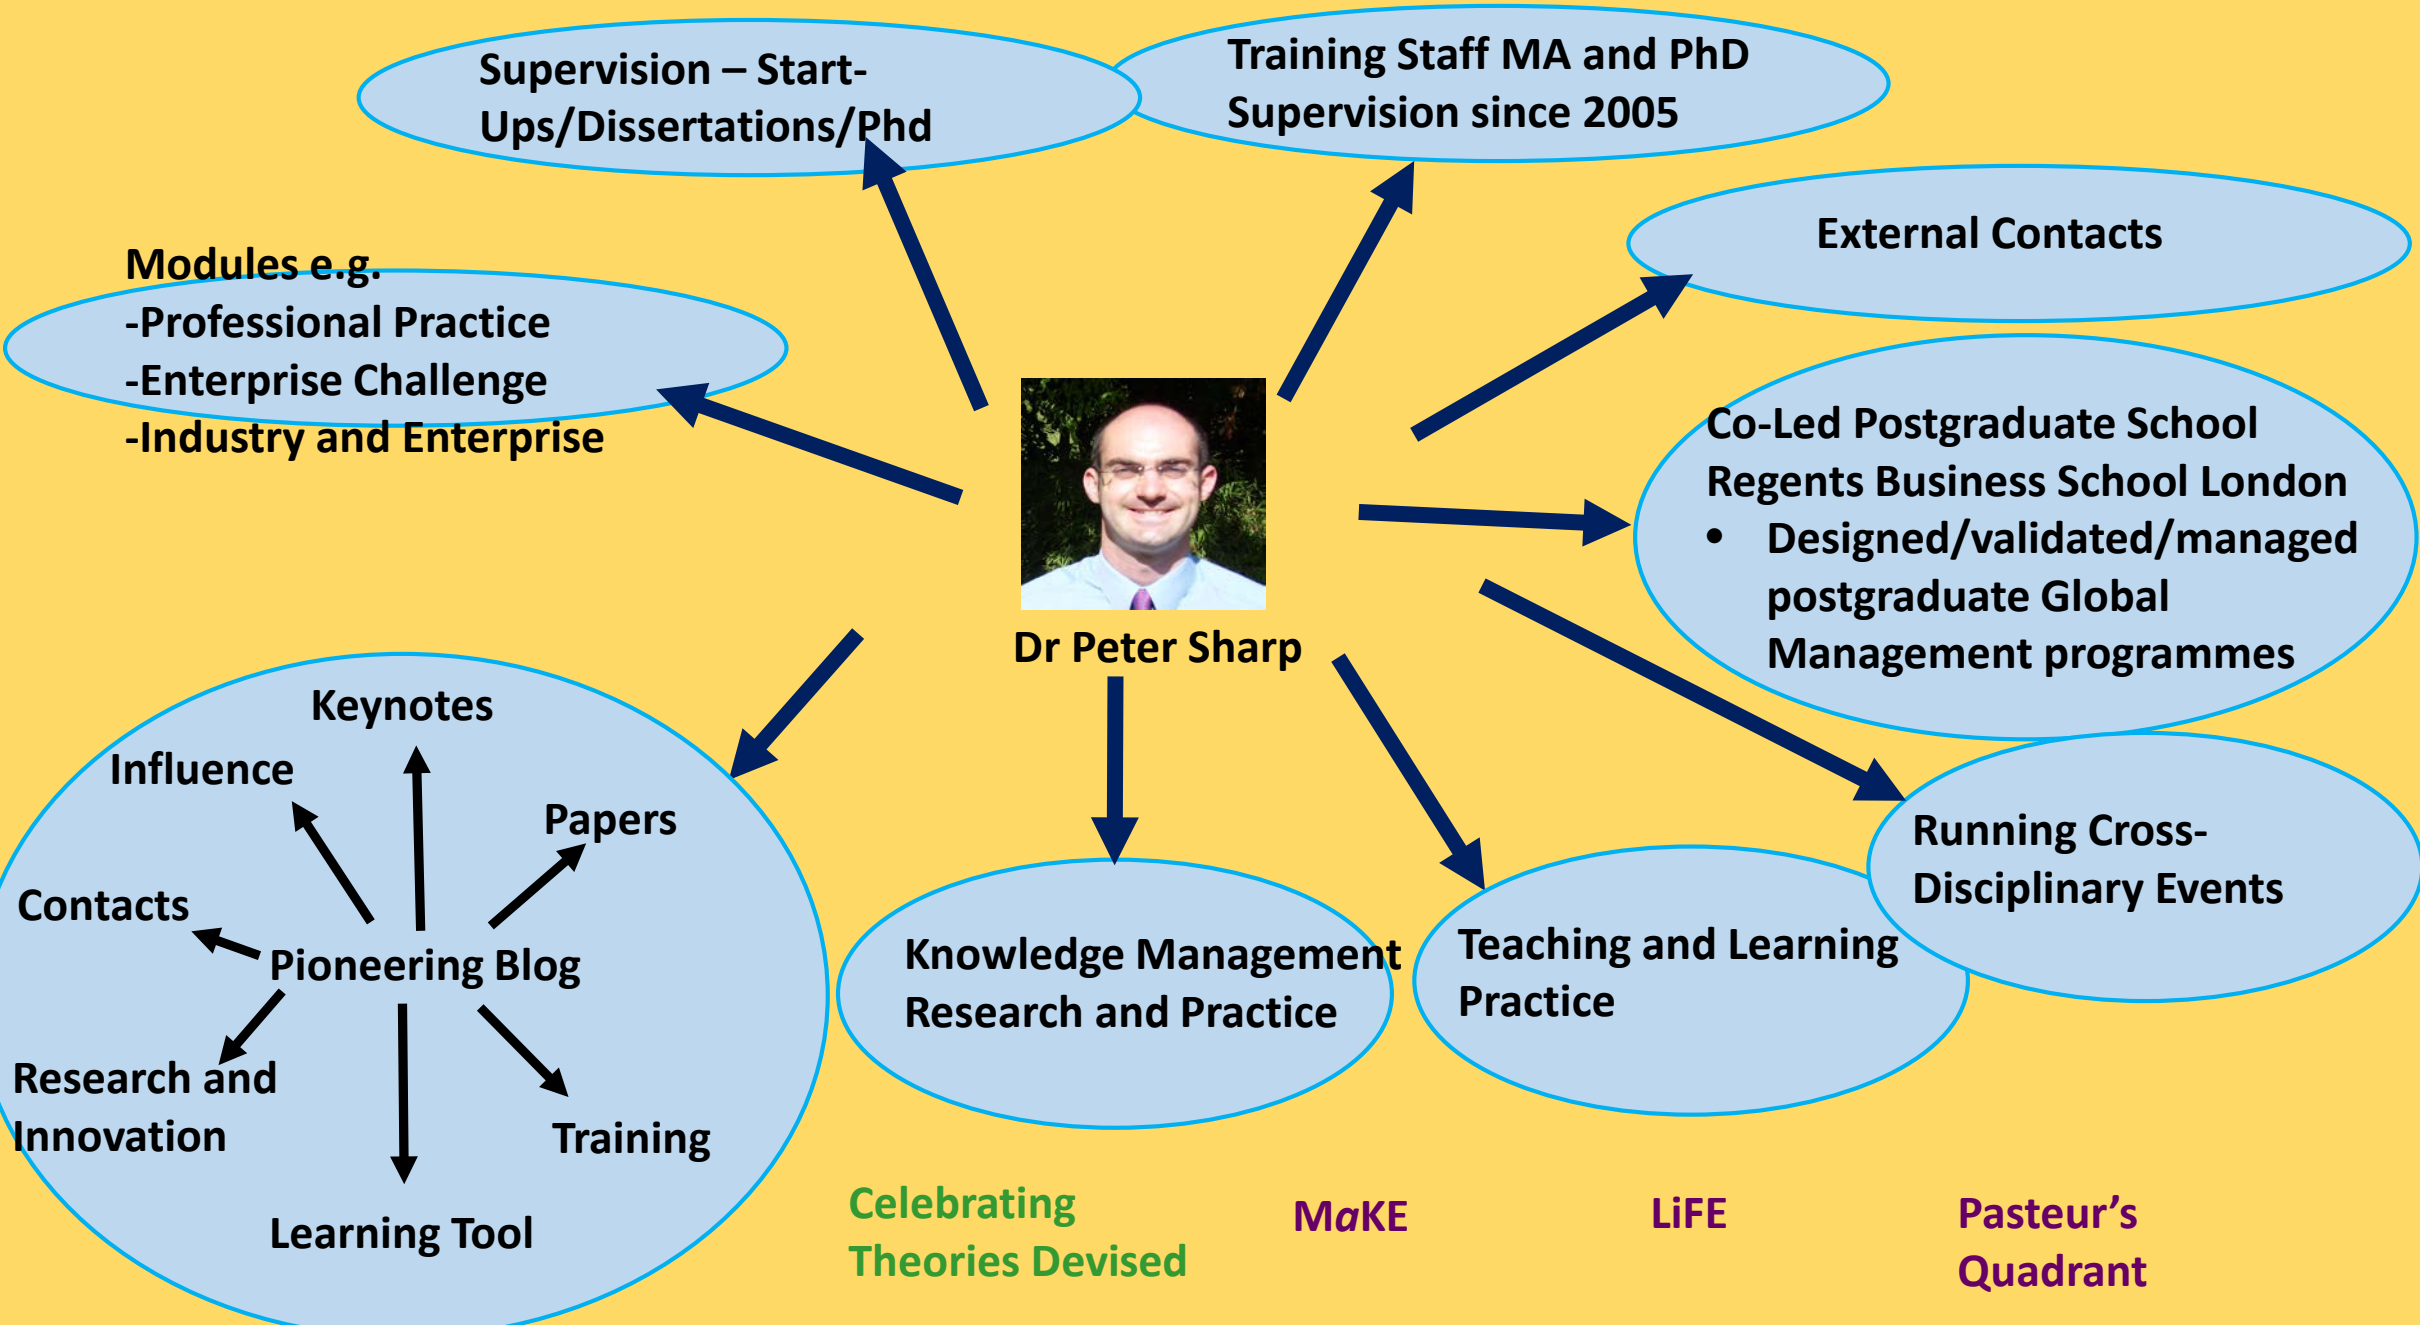 Supervision – Start-
Ups/Dissertations/Phd
Training Staff MA and PhD
Supervision since 2005
External Contacts
Modules e.g.
-Professional Practice
-Enterprise Challenge
-Industry and Enterprise
Co-Led Postgraduate School
Regents Business School London
• Designed/validated/managed
postgraduate Global
Management programmes
Dr Peter Sharp
Keynotes
Influence
Papers
Contacts
Pioneering Blog
Research and
Innovation
Training
Learning Tool
Knowledge Management
Research and Practice
Teaching and Learning
Practice
Running Cross-
Disciplinary Events
Celebrating
Theories Devised
MaKE
LiFE
Pasteur’s
Quadrant